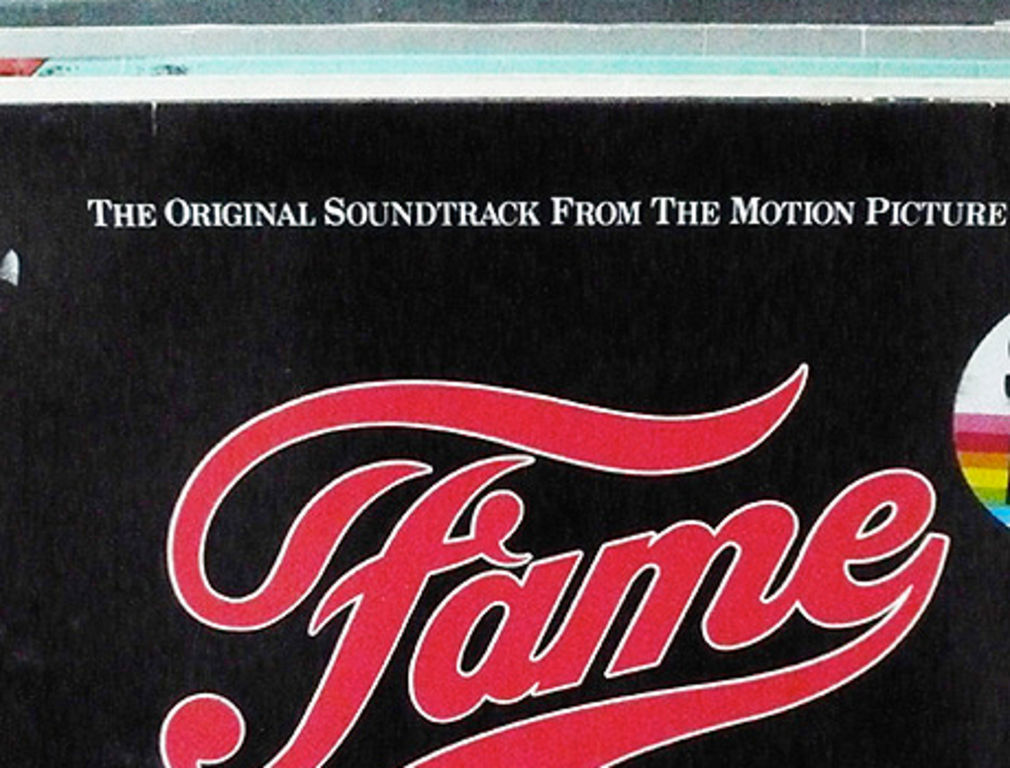 THE ORIGINAL SOUNDTRACK FROM THE MOTION PICTURE
Fame